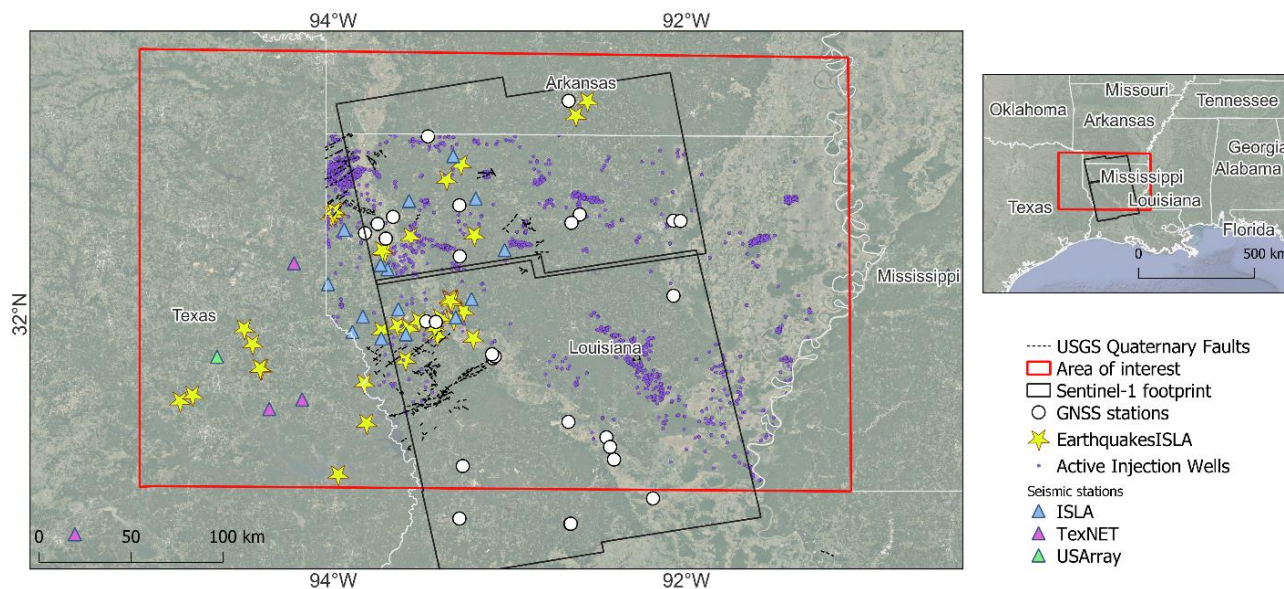 94°W
92°W
Arkansas
32°N
Texas
Louisiana
Mississippi
0
50
100 km
94°W
92°W
Missouri
Oklahoma
Tennessee
Arkansas
Georgia
Alabama
Mississippi
Louisiana
Texas
Florida
0
500 km
USGS Quaternary Faults
Area of interest
Sentinel-1 footprint
GNSS stations
EarthquakesISLA
Active Injection Wells
Seismic stations
ISLA
TexNET
USArray